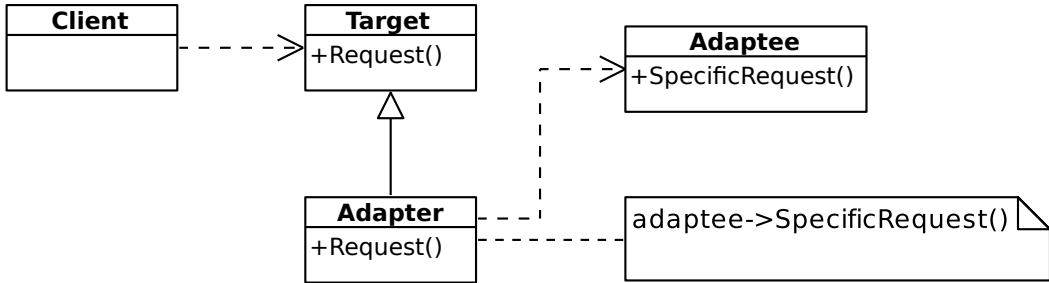 Client
Target
+Request()
Adaptee
+SpecificRequest()
Adapter
+Request()
adaptee->SpecificRequest()